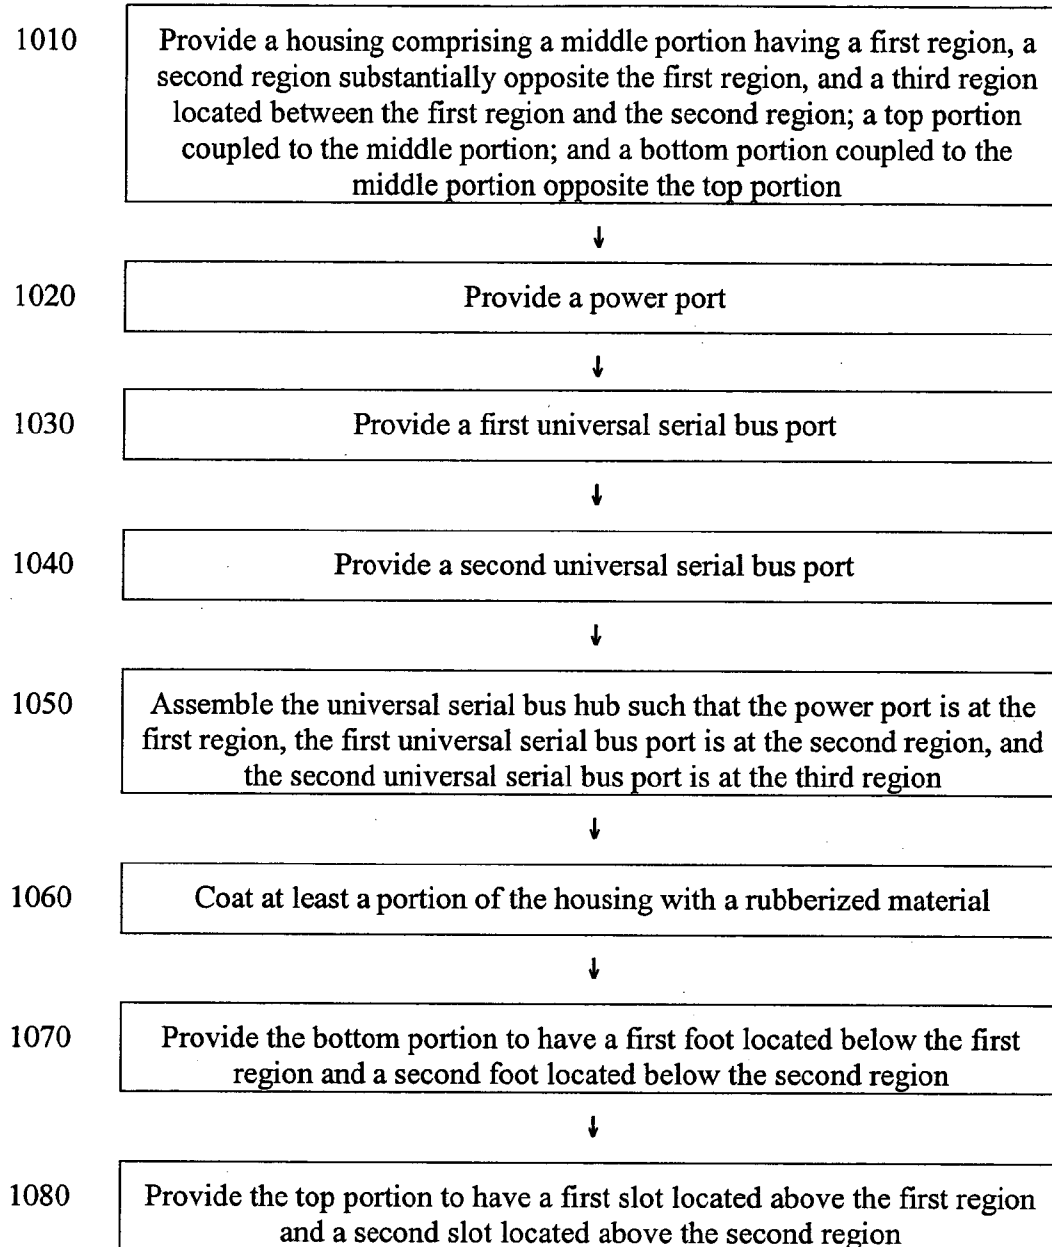 1010
Provide a housing comprising a middle portion having a first region, a
second region substantially opposite the first region, and a third region
located between the first region and the second region; a top portion
coupled to the middle portion; and a bottom portion coupled to the
middle portion opposite the top portion
1020
Provide a power port
1030
Provide a first universal serial bus port
1040
Provide a second universal serial bus port
1050
Assemble the universal serial bus hub such that the power port is at the
first region, the first universal serial bus port is at the second region, and
the second universal serial bus port is at the third region
1060
Coat at least a portion of the housing with a rubberized material
1070
Provide the bottom portion to have a first foot located below the first
region and a second foot located below the second region
1080
Provide the top portion to have a first slot located above the first region
and a second slot located above the second region